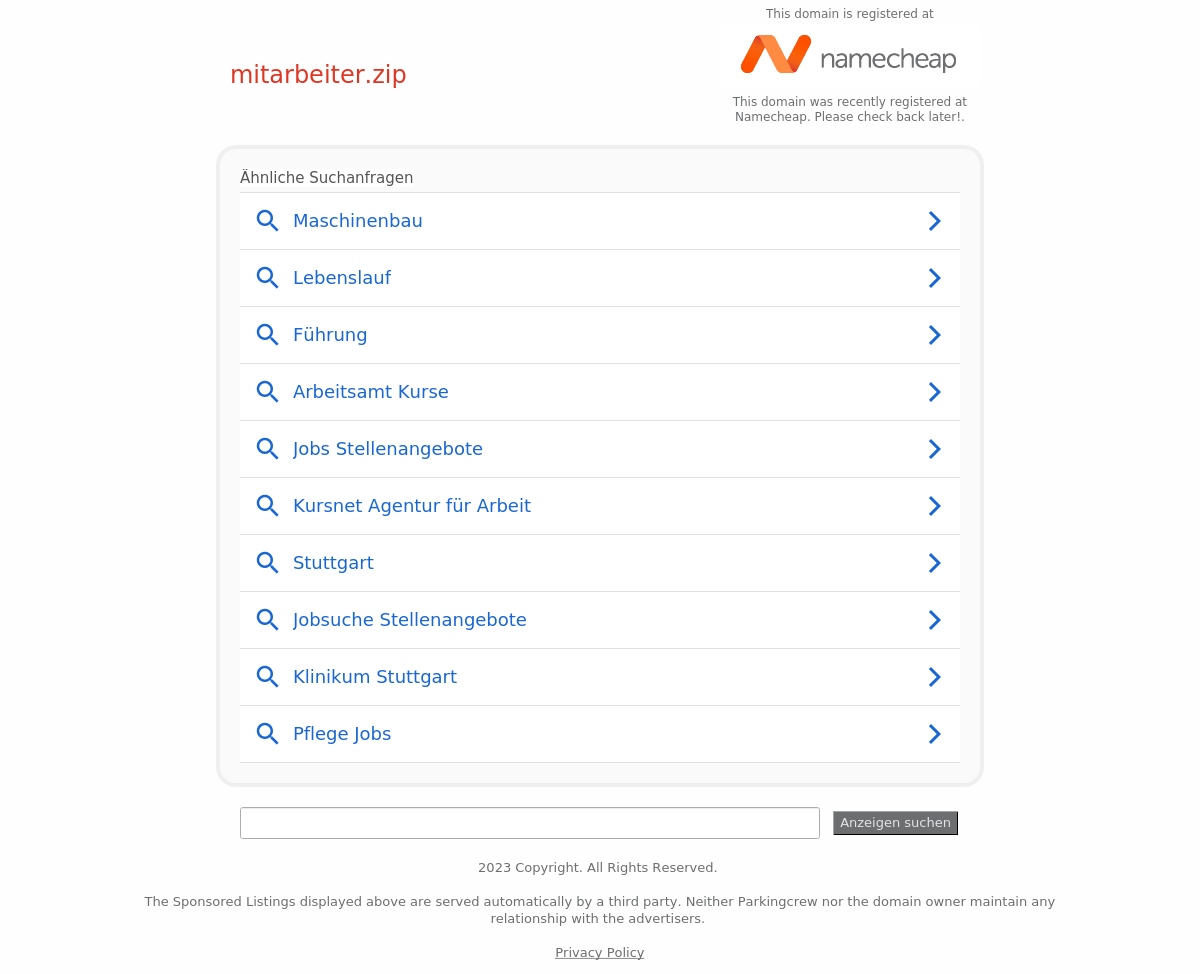 This domain is registered at
namecheap
mitarbeiter.zip
This domain was recently registered at
Namecheap. Please check back later!.
Ähnliche Suchanfragen
Maschinenbau
Lebenslauf
Führung
Arbeitsamt Kurse
Jobs Stellenangebote
Kursnet Agentur für Arbeit
Stuttgart
Jobsuche Stellenangebote
Klinikum Stuttgart
Pflege Jobs
Anzeigen suchen
2023 Copyright. All Rights Reserved.
The Sponsored Listings displayed above are served automatically by a third party. Neither Parkingcrew nor the domain owner maintain any
relationship with the advertisers.
Privacy Policy